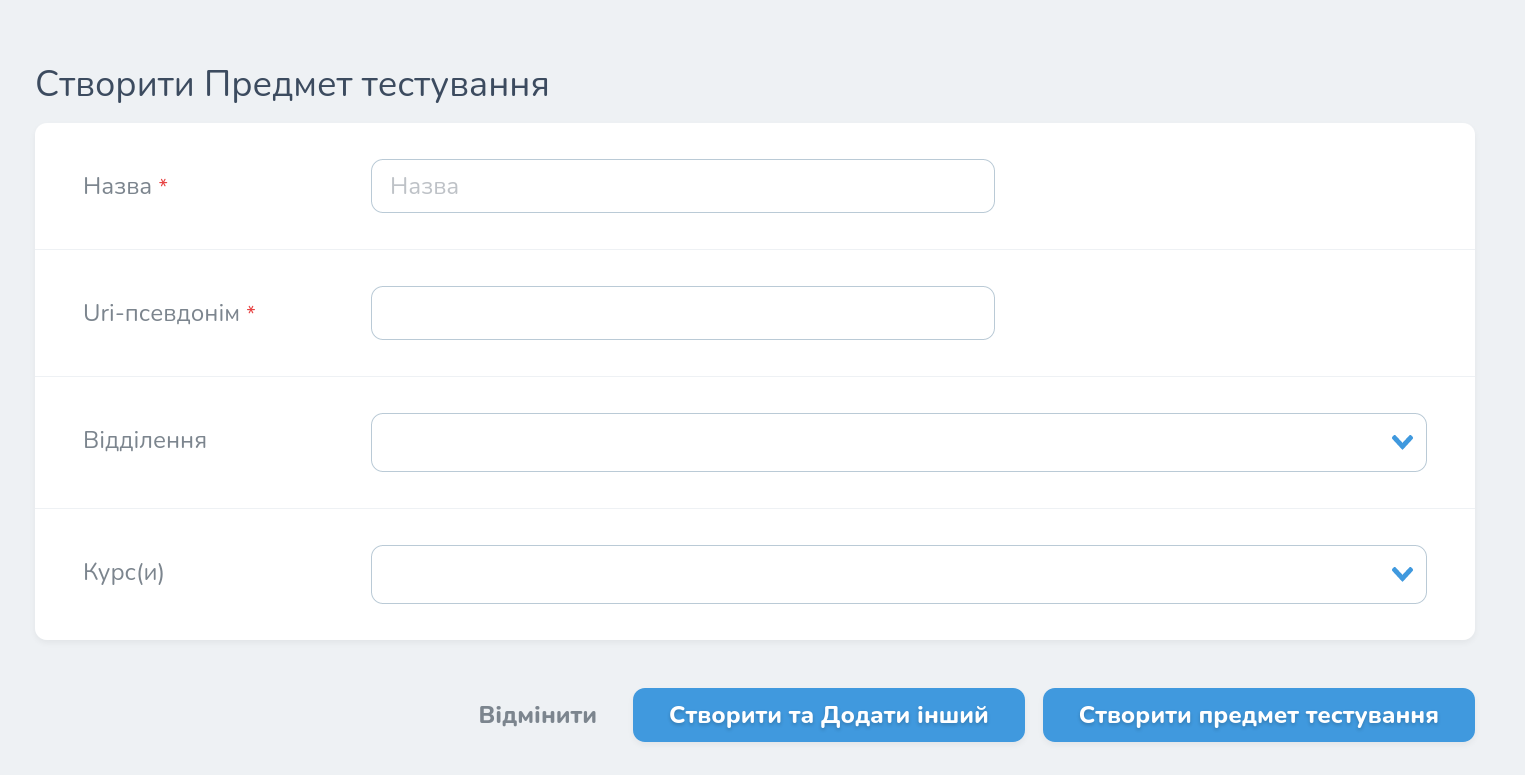 Створити Предмет тестування
Назва * Назва
Uri-псевдонім *
Відділення
Курс(и)
Відмінити Створити та Додати інший Створити предмет тестування